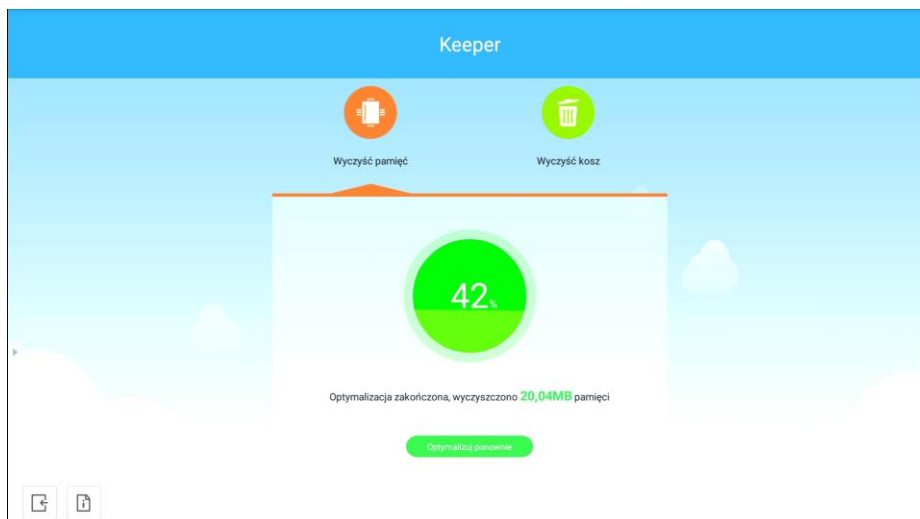 Keeper
Wyczyść pamięć
Wyczyść kosz
42%
Optymalizacja zakończona, wyczyszczono 20,04MB pamięci
Optymalizuj ponownie